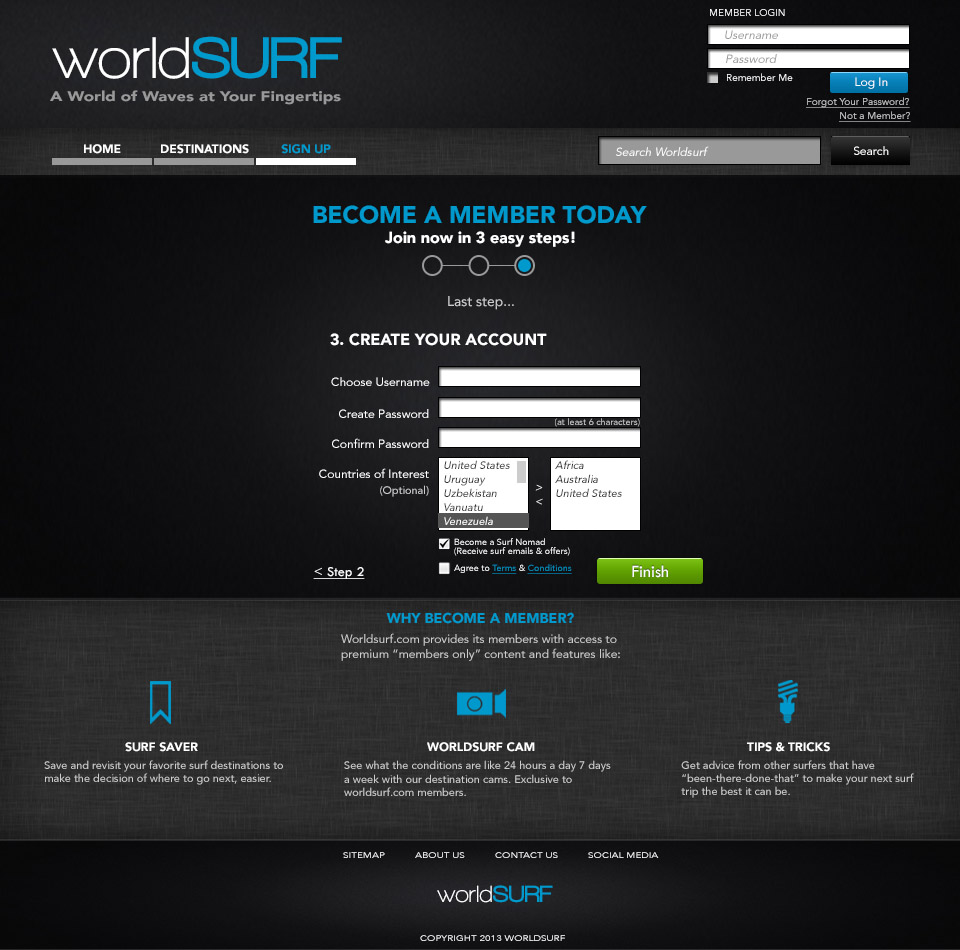 MEMBER LOGIN
worldSURF
A World of Waves at Your Fingertips
Username
Password
Remember Me
Log In
Forgot Your Password?
Not a Member?
HOME
DESTINATIONS
SIGN UP
Search Worldsurf
Search
BECOME A MEMBER TODAY
Join now in 3 easy steps!
Last step...
3. CREATE YOUR ACCOUNT
Choose Username
Create Password
(at least 6 characters)
Confirm Password
Countries of Interest
(Optional)
United States
Uruguay
Uzbekistan
Vanuatu
Venezuela
>
<
Africa
Australia
United States
Become a Surf Nomad
(Receive surf emails & offers)
Agree to Terms & Conditions
< Step 2
Finish
WHY BECOME A MEMBER?
Worldsurf.com provides its members with access to
premium “members only” content and features like:
SURF SAVER
Save and revisit your favorite surf destinations to
make the decision of where to go next, easier.
WORLDSURF CAM
See what the conditions are like 24 hours a day 7 days
a week with our destination cams. Exclusive to
worldsurf.com members.
TIPS & TRICKS
Get advice from other surfers that have
“been-there-done-that” to make your next surf
trip the best it can be.
SITEMAP
ABOUT US
CONTACT US
SOCIAL MEDIA
worldSURF
COPYRIGHT 2013 WORLDSURF